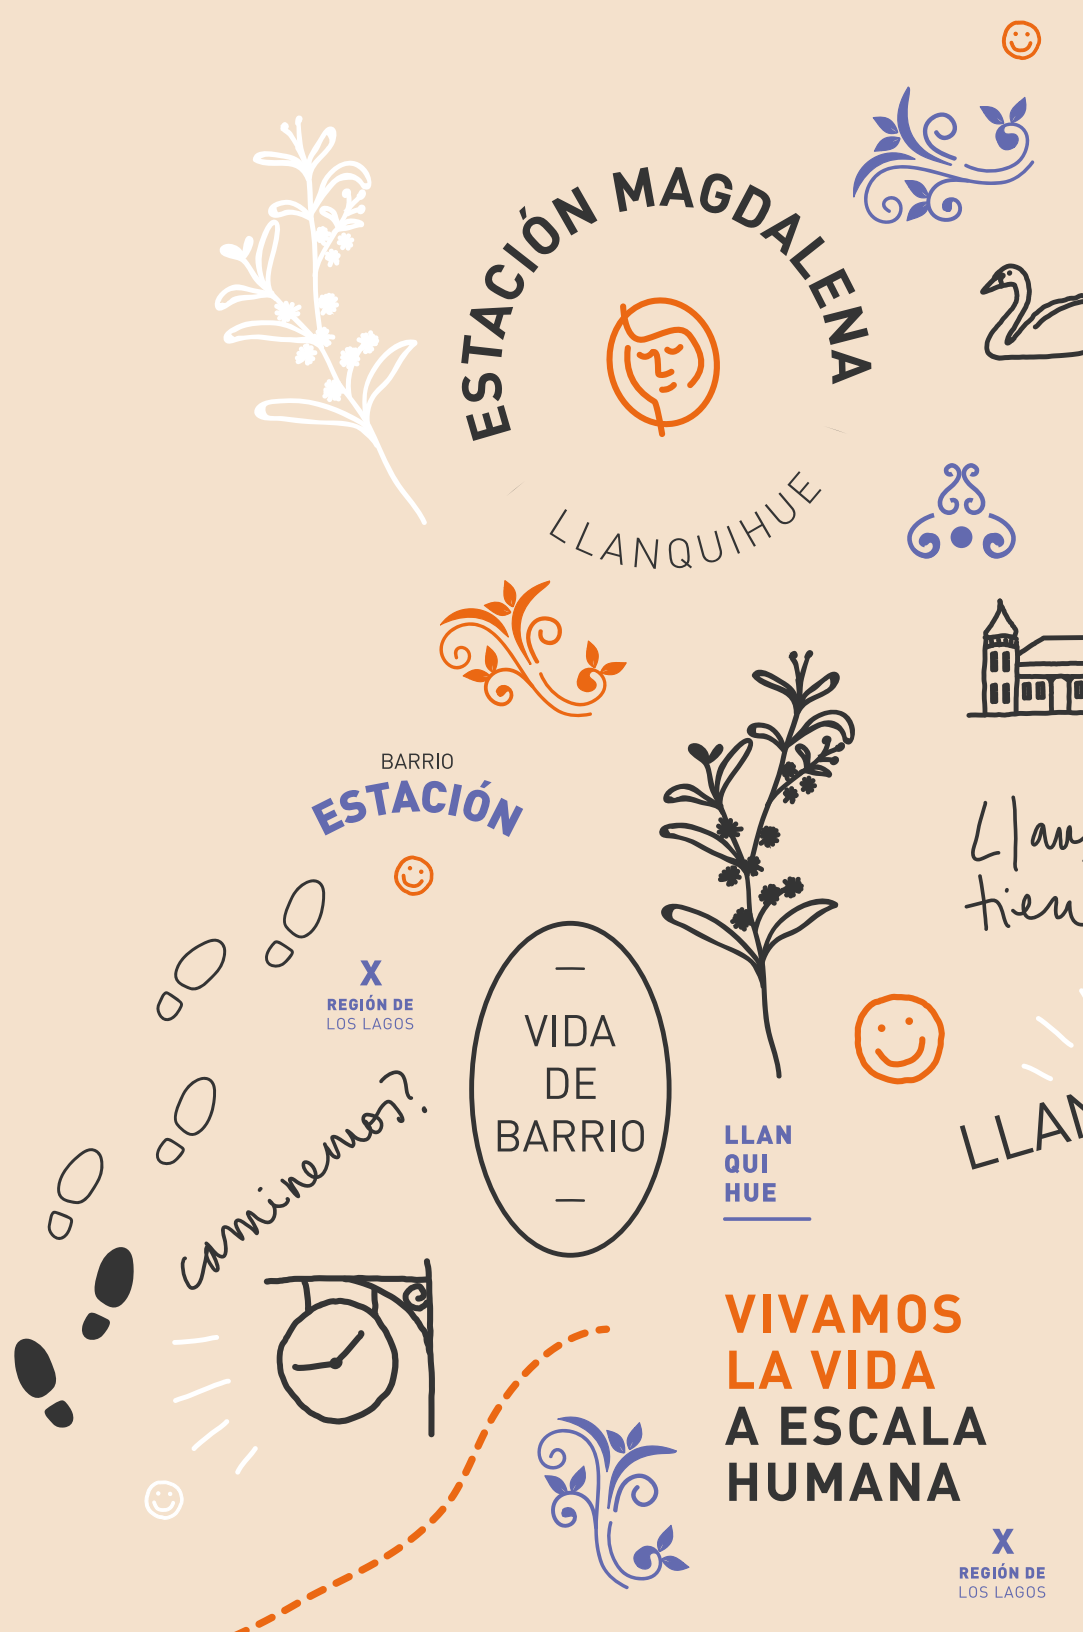 ESTACIÓN MAGDALENA
LLANQUIHUE
BARRIO
ESTACIÓN
X
REGIÓN DE
LOS LAGOS
VIDA
DE
BARRIO
caminemos?
LLAN
QUI
HUE
VIVAMOS
LA VIDA
A ESCALA
HUMANA
X
REGIÓN DE
LOS LAGOS